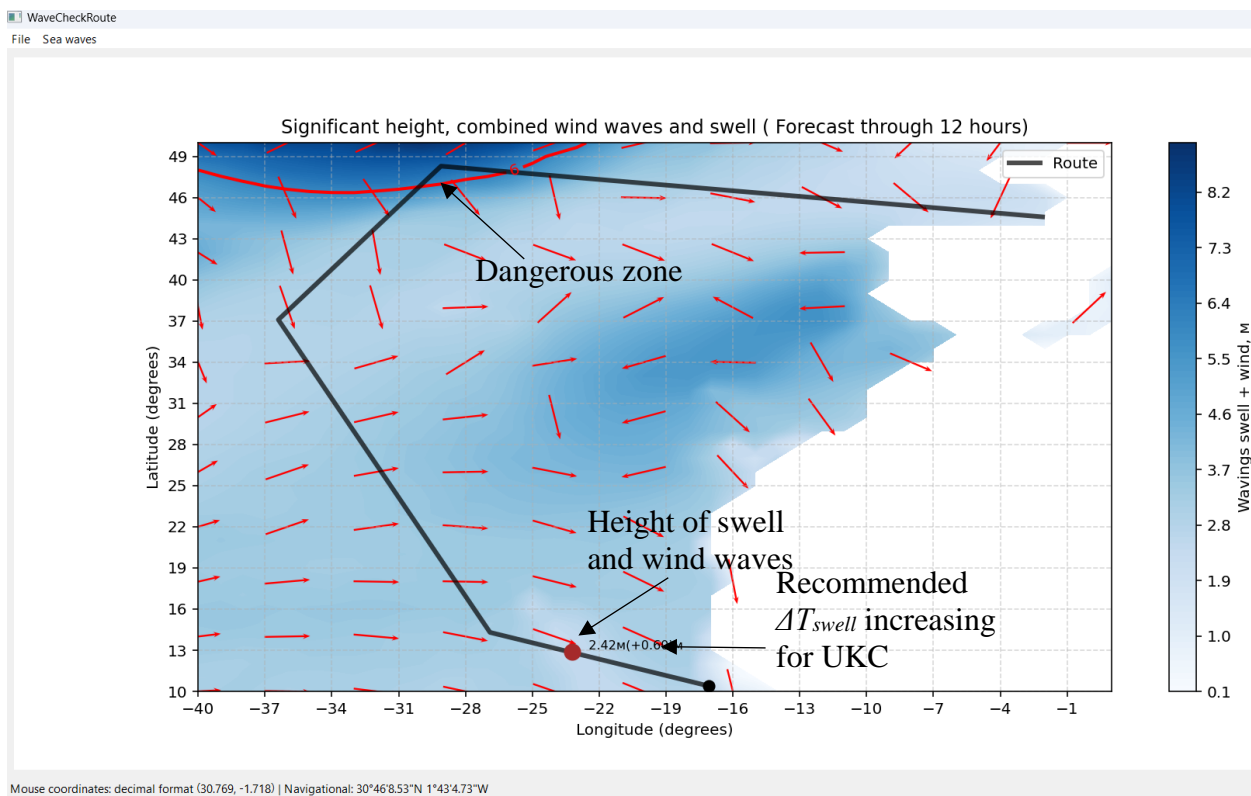 WaveCheckRoute
File Sea waves
Significant height, combined wind waves and swell ( Forecast through 12 hours)
Route
6
Dangerous zone
Height of swell
and wind waves
Recommended
ΔTswell increasing
for UKC
2.42м(+0.60)м
49
46
43
40
37
34
31
28
25
22
19
16
13
10
Latitude (degrees)
−40 −37 −34 −31 −28 −25 −22 −19 −16 −13 −10 −7 −4 −1
Longitude (degrees)
8.2
7.3
6.4
5.5
4.6
3.7
2.8
1.9
1.0
0.1
Wavings swell + wind, м
Mouse coordinates: decimal format (30.769, -1.718) | Navigational: 30°46'8.53"N 1°43'4.73"W